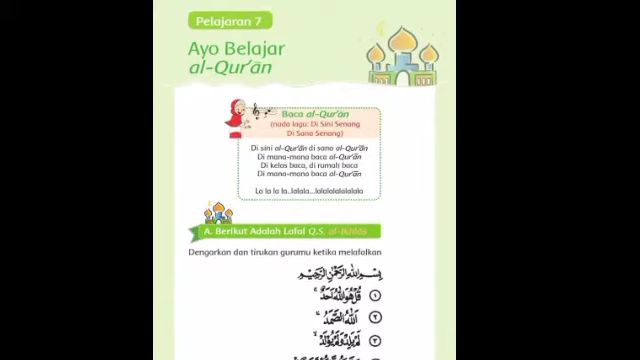 Pelajaran 7
Ayo Belajar
al-Qur'ān
Baca al-Qur'ān
(nada lagu: Di Sini Senang
Di Sana Senang)
Di sini al-Qur'ān di sana al-Qur'ān
Di mana-mana baca al-Qur'ān
Di kelas baca, di rumah baca
Di mana-mana baca al-Qur'ān
La la la la..lalala...lalalalalalalala
A. Berikut Adalah Lafal Q.S. al-Ikhlāṣ
Dengarkan dan tirukan gurumu ketika melafalkan
بِسْمِ اللّٰهِ الرَّحْمٰنِ الرَّحِيْمِ
قُلْ هُوَ اللّٰهُ اَحَدٌۚ ١
اَللّٰهُ الصَّمَدُۚ ٢
لَمْ يَلِدْ وَلَمْ يُوْلَدْۙ ٣